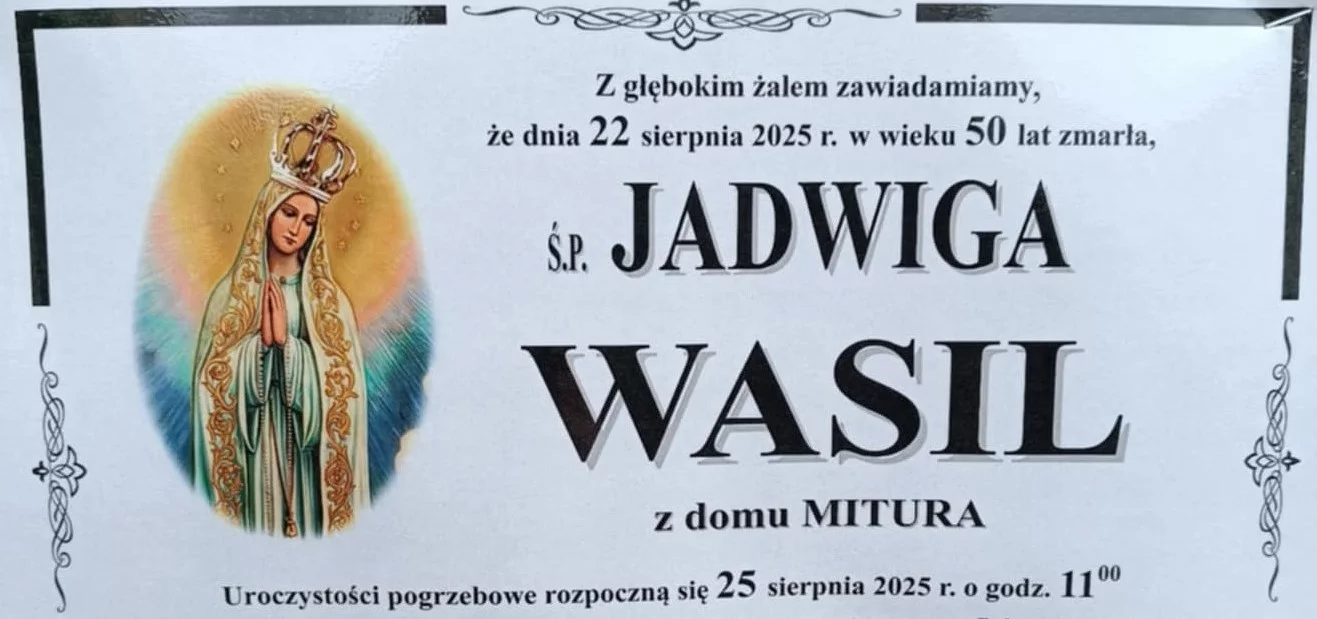 Z głębokim żalem zawiadamiamy,
że dnia 22 sierpnia 2025 r. w wieku 50 lat zmarła,
Ś.P. JADWIGA
WASIL
z domu MITURA
Uroczystości pogrzebowe rozpoczną się 25 sierpnia 2025 r. o godz. 11⁰⁰